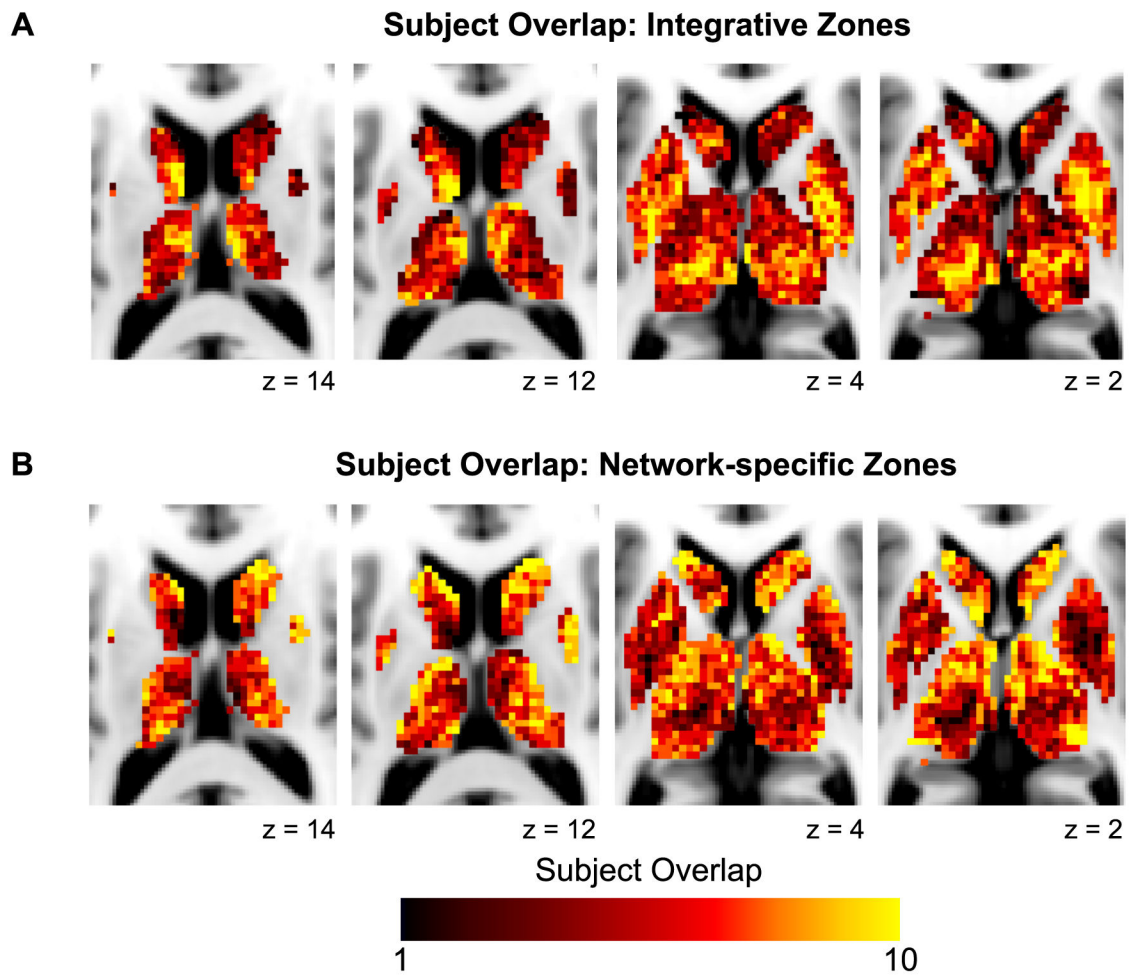 A
Subject Overlap: Integrative Zones
z = 14
z = 12
z = 4
z = 2
B
Subject Overlap: Network-specific Zones
z = 14
z = 12
z = 4
z = 2
Subject Overlap
1
10